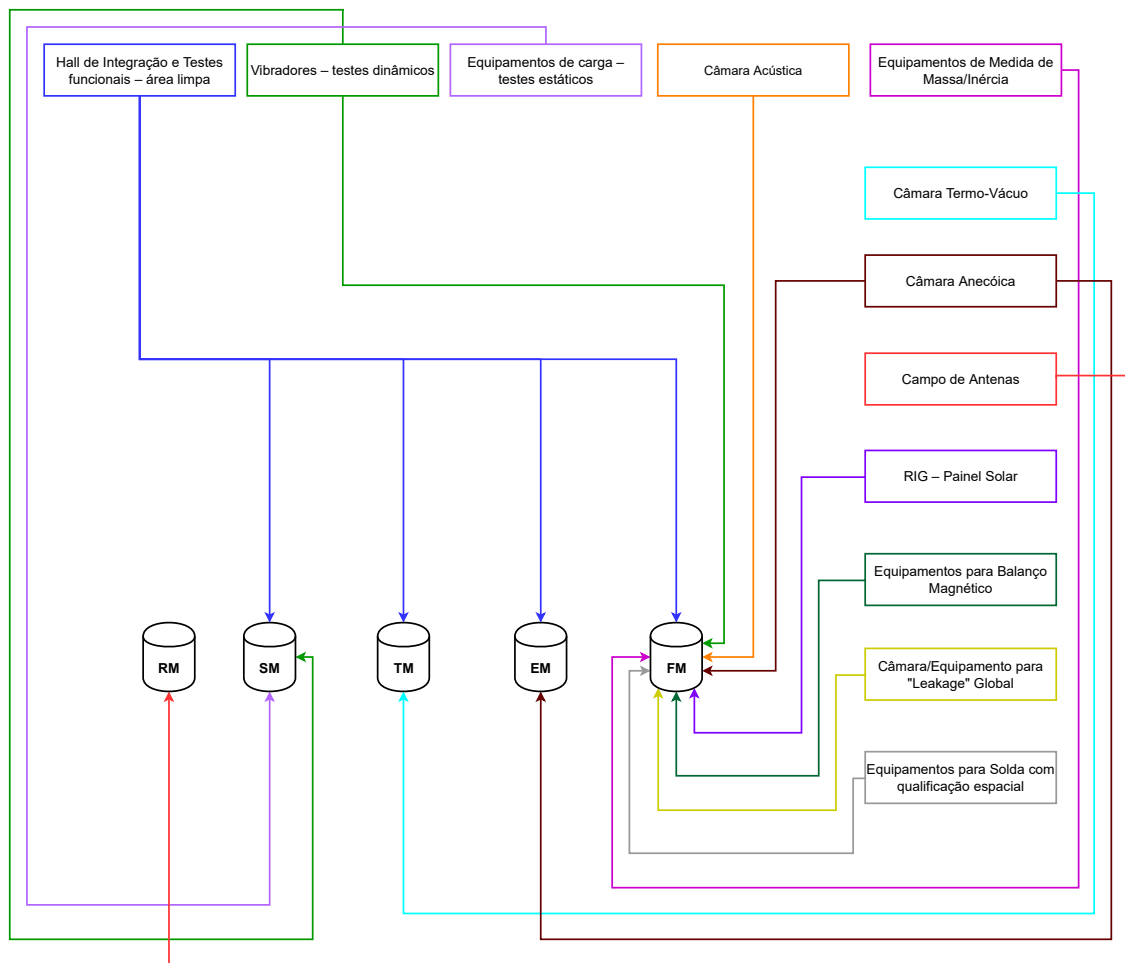 Hall de Integração e Testes
funcionais – área limpa
Vibradores – testes dinâmicos
Equipamentos de carga –
testes estáticos
Câmara Acústica
Equipamentos de Medida de
Massa/Inércia
Câmara Termo-Vácuo
Câmara Anecóica
Campo de Antenas
RIG – Painel Solar
Equipamentos para Balanço
Magnético
RM
SM
TM
EM
FM
Câmara/Equipamento para
"Leakage" Global
Equipamentos para Solda com
qualificação espacial